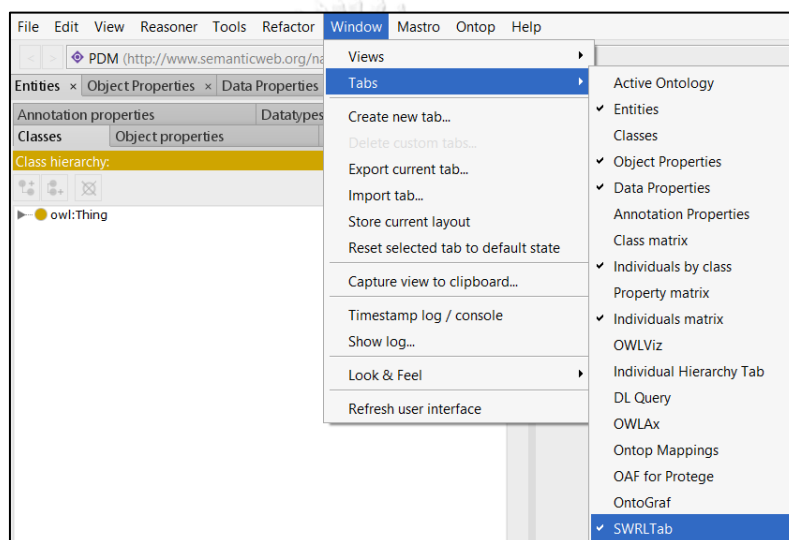 File Edit View Reasoner Tools Refactor Window Mastro Ontop Help
< > PDM (http://www.semanticweb.org/na
Entities × Object Properties × Data Properties
Annotation properties Datatypes
Classes Object properties
Class hierarchy:
owl:Thing
Views
Tabs
Create new tab...
Delete custom tabs...
Export current tab...
Import tab...
Store current layout
Reset selected tab to default state
Capture view to clipboard...
Timestamp log / console
Show log...
Look & Feel
Refresh user interface
Active Ontology
Entities
Classes
Object Properties
Data Properties
Annotation Properties
Class matrix
Individuals by class
Property matrix
Individuals matrix
OWLViz
Individual Hierarchy Tab
DL Query
OWLAx
Ontop Mappings
OAF for Protege
OntoGraf
SWRLTab